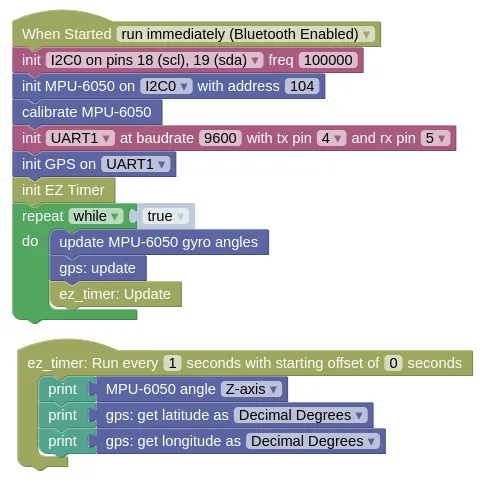 When Started run immediately (Bluetooth Enabled) ▾
init I2C0 on pins 18 (scl), 19 (sda) ▾ freq 100000
init MPU-6050 on I2C0 ▾ with address 104
calibrate MPU-6050
init UART1 ▾ at baudrate 9600 with tx pin 4 ▾ and rx pin 5 ▾
init GPS on UART1 ▾
init EZ Timer
repeat while ▾ true ▾
do update MPU-6050 gyro angles
gps: update
ez_timer: Update
ez_timer: Run every 1 seconds with starting offset of 0 seconds
print MPU-6050 angle Z-axis ▾
print gps: get latitude as Decimal Degrees ▾
print gps: get longitude as Decimal Degrees ▾